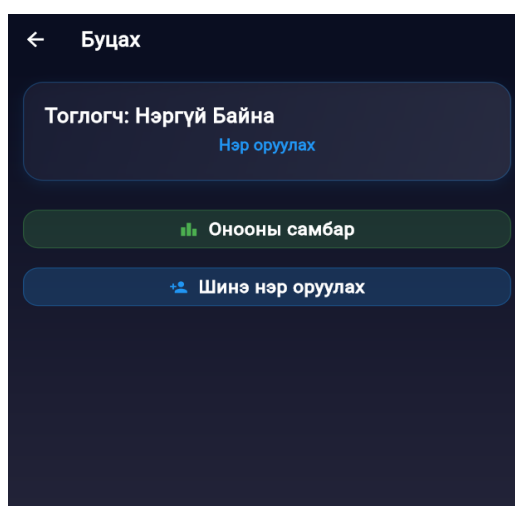 Буцах
Тоглогч: Нэргүй Байна
Нэр оруулах
Онооны самбар
Шинэ нэр оруулах